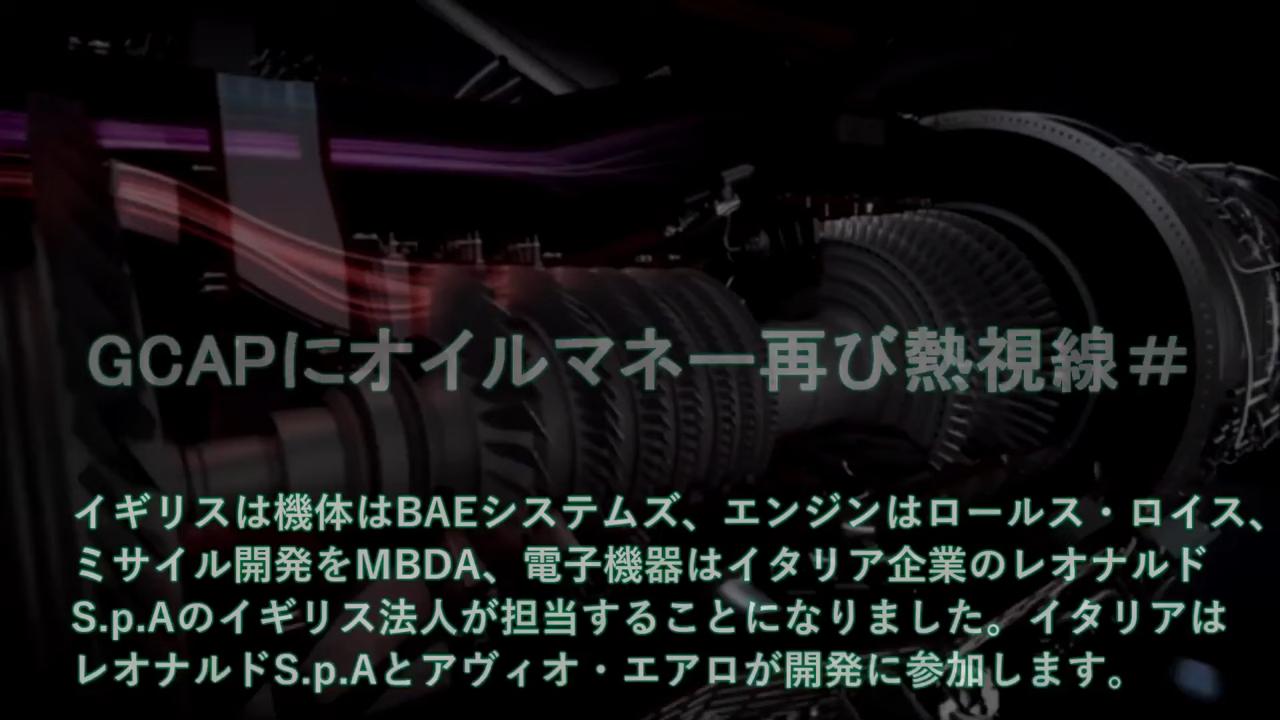 GCAPにオイルマネー再び熱視線＃
イギリスは機体はBAEシステムズ、エンジンはロールス・ロイス、
ミサイル開発をMBDA、電子機器はイタリア企業のレオナルド
S.p.Aのイギリス法人が担当することになりました。イタリアは
レオナルドS.p.Aとアヴィオ・エアロが開発に参加します。